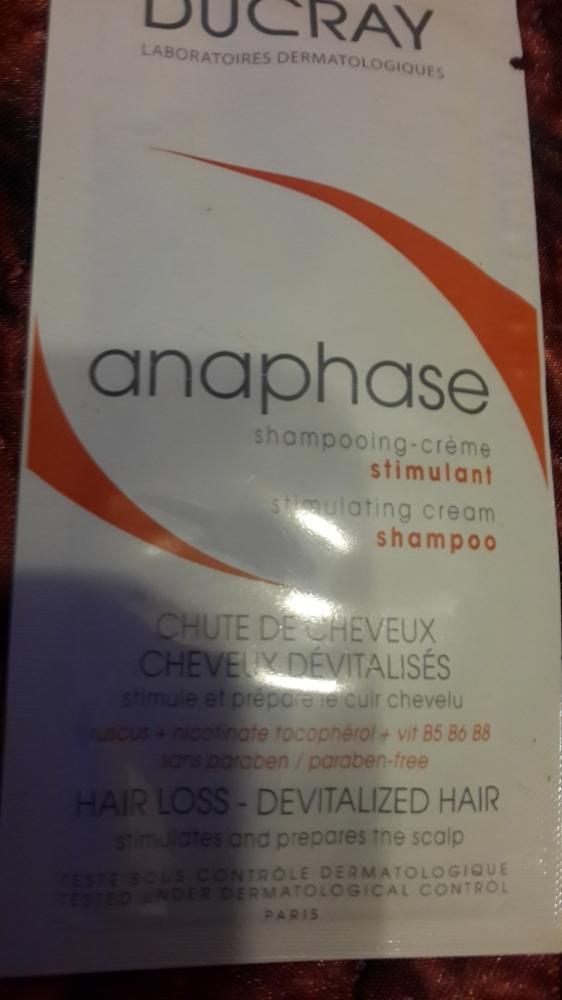 DUCRAY
LABORATOIRES DERMATOLOGIQUES
anaphase
shampooing-crème
stimulant
stimulating cream
shampoo
CHUTE DE CHEVEUX
CHEVEUX DÉVITALISÉS
stimule et prépare le cuir chevelu
ruscus + nicotinate tocophérol + vit B5 B6 B8
sans paraben / paraben-free
HAIR LOSS - DEVITALIZED HAIR
stimulates and prepares the scalp
TESTÉ SOUS CONTRÔLE DERMATOLOGIQUE
TESTED UNDER DERMATOLOGICAL CONTROL
PARIS